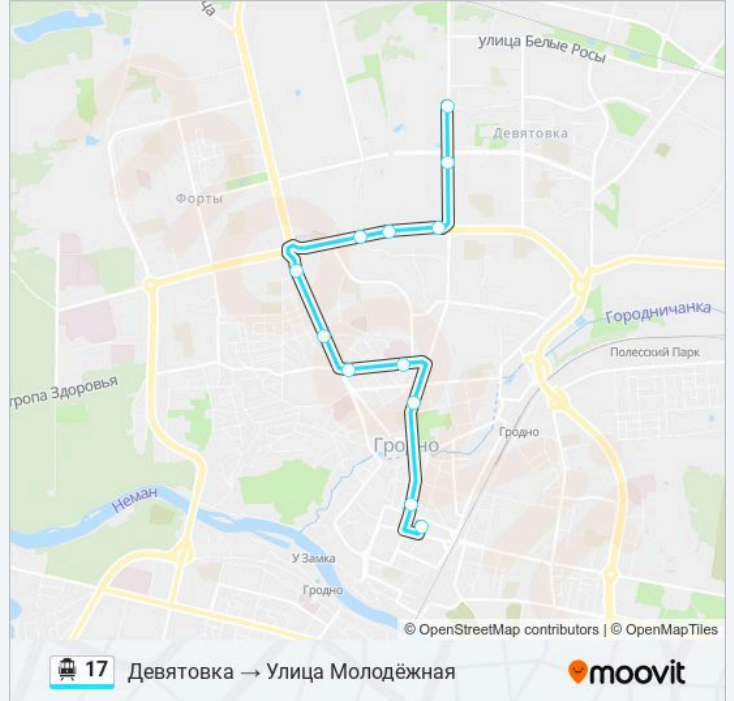 ча
улица Белые Росы
Девятовка
Форты
Городничанка
Полесский Парк
тропа Здоровья
Гродно
Гродно
Неман
У Замка
Гродно
© OpenStreetMap contributors | © OpenMapTiles
17 Девятовка → Улица Молодёжная
moovit